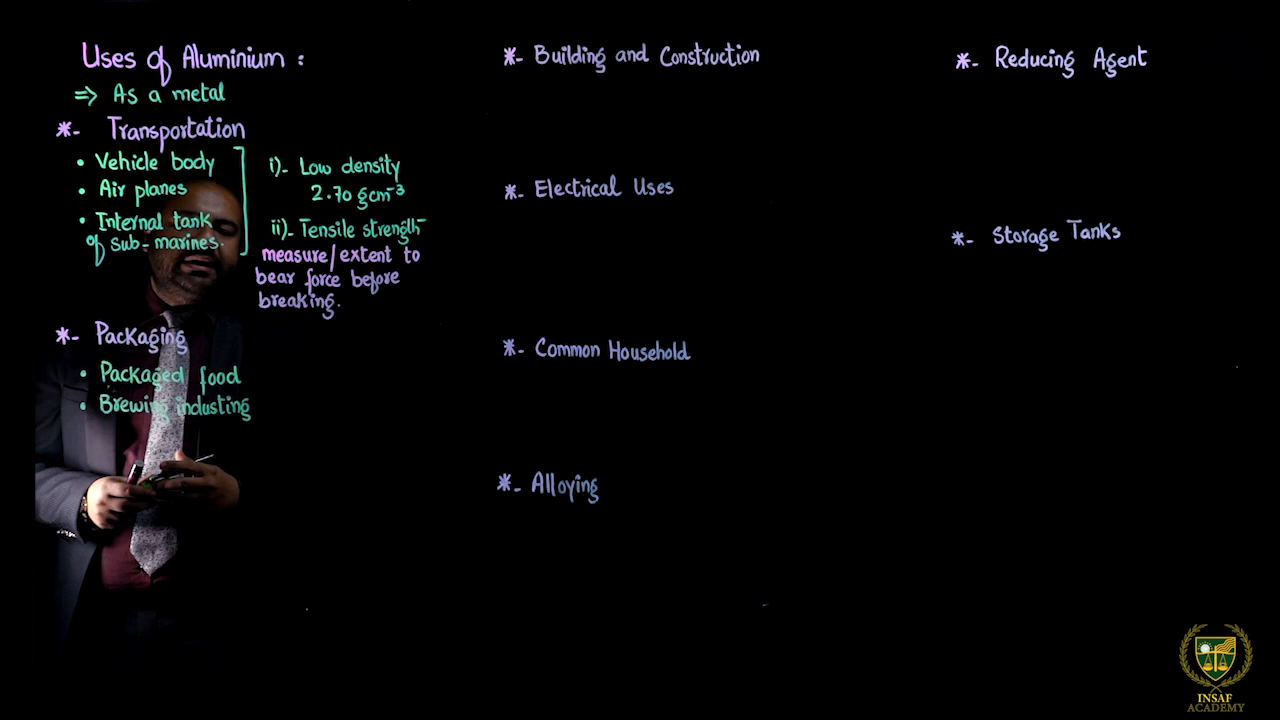 Uses of Aluminium :
=> As a metal
*- Transportation
• Vehicle body
• Air planes
• Internal tank
of sub-marines.
i)- Low density
2.70 gcm⁻³
ii)- Tensile strength
measure/extent to
bear force before
breaking.
*- Packaging
• Packaged food
• Brewing industing
*- Building and Construction
*- Electrical Uses
*- Common Household
*- Alloying
*- Reducing Agent
*- Storage Tanks
INSAF
ACADEMY